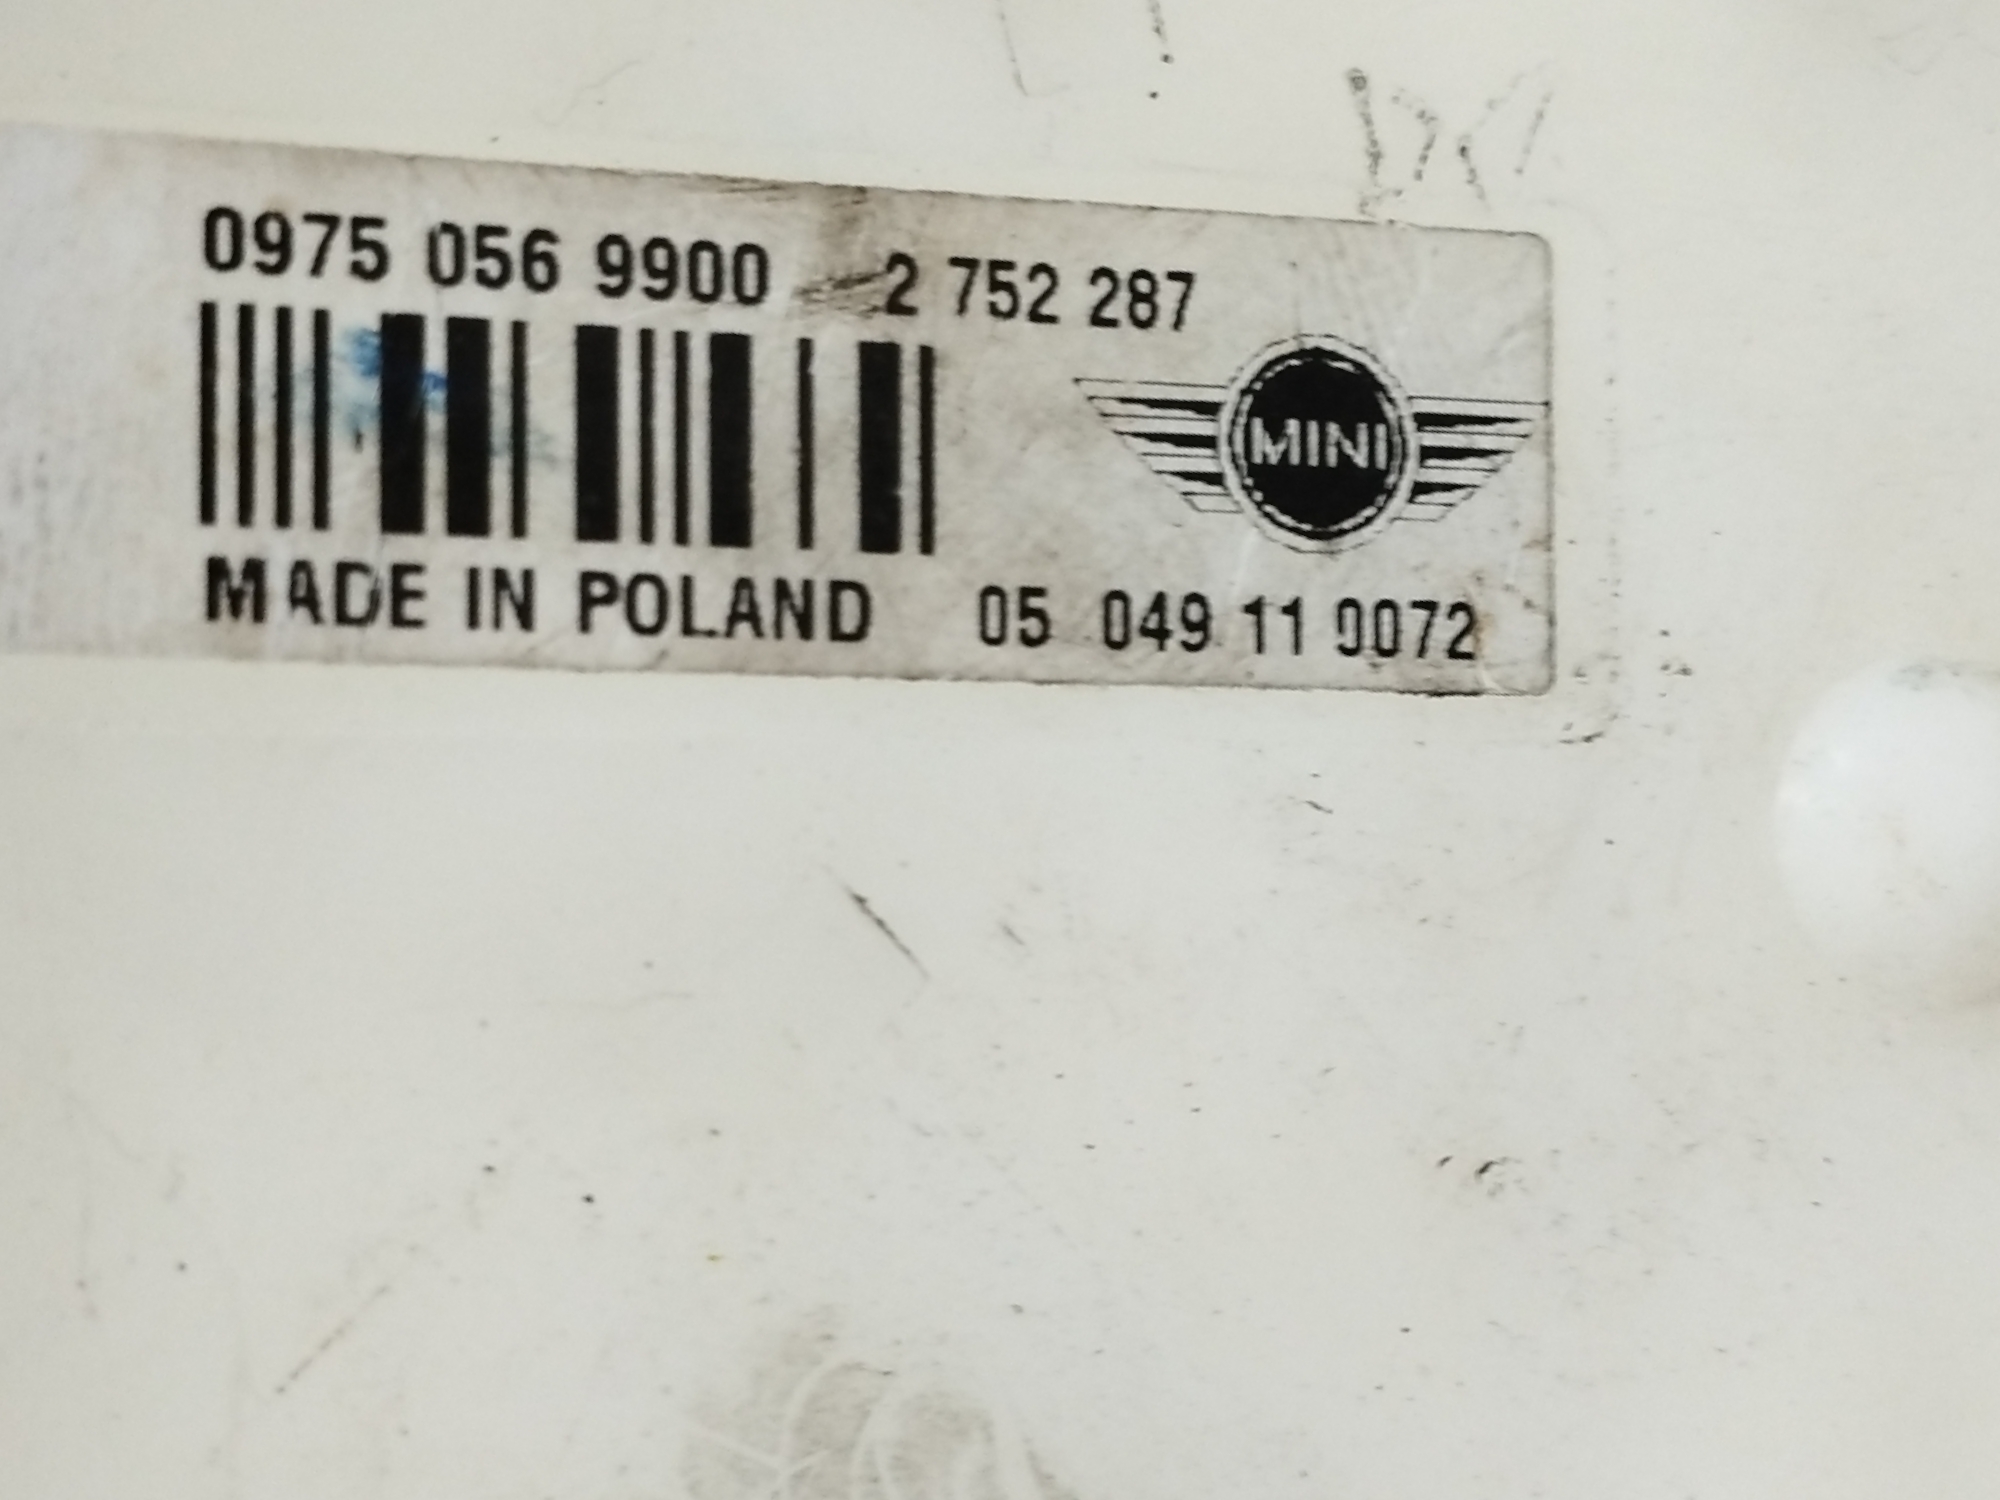 0975 056 9900 2 752 287
MINI
MADE IN POLAND 05 049 11 0072